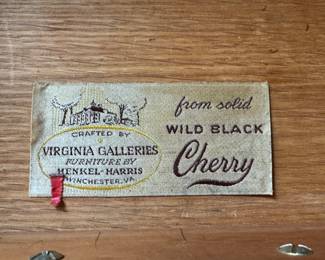 CRAFTED BY
VIRGINIA GALLERIES
FURNITURE BY
HENKEL-HARRIS
WINCHESTER, VA.
from solid
WILD BLACK
Cherry